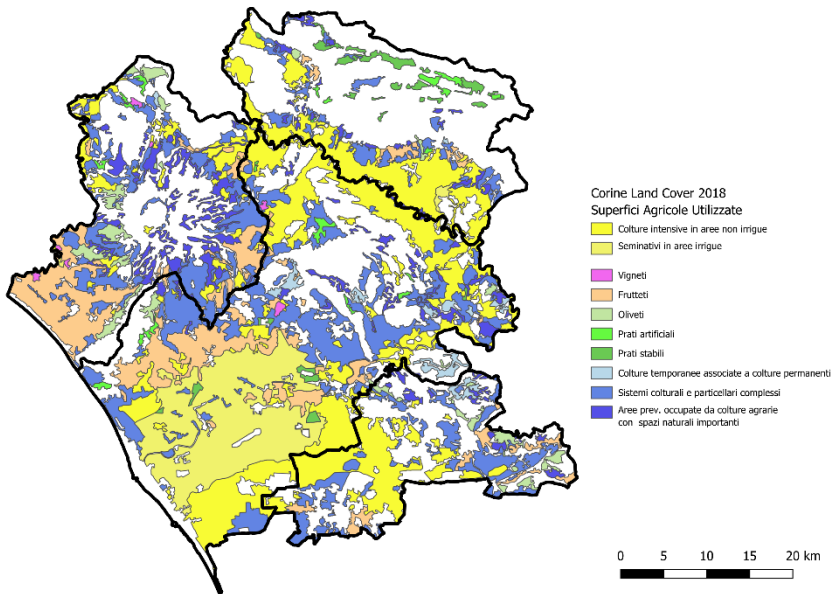 Corine Land Cover 2018
Superfici Agricole Utilizzate
Colture intensive in aree non irrigue
Seminativi in aree irrigue
Vigneti
Frutteti
Oliveti
Prati artificiali
Prati stabili
Colture temporanee associate a colture permanenti
Sistemi colturali e particellari complessi
Aree prev. occupate da colture agrarie
con spazi naturali importanti
0 5 10 15 20 km